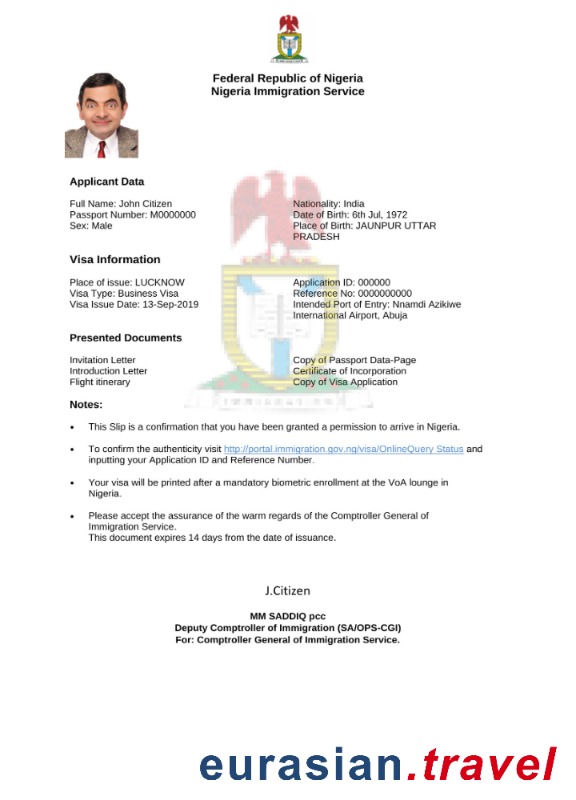 Federal Republic of Nigeria
Nigeria Immigration Service
Applicant Data
Full Name: John Citizen
Passport Number: M0000000
Sex: Male
Nationality: India
Date of Birth: 6th Jul, 1972
Place of Birth: JAUNPUR UTTAR
PRADESH
Visa Information
Place of issue: LUCKNOW
Visa Type: Business Visa
Visa Issue Date: 13-Sep-2019
Application ID: 000000
Reference No: 0000000000
Intended Port of Entry: Nnamdi Azikiwe
International Airport, Abuja
Presented Documents
Invitation Letter
Introduction Letter
Flight itinerary
Copy of Passport Data-Page
Certificate of Incorporation
Copy of Visa Application
Notes:
• This Slip is a confirmation that you have been granted a permission to arrive in Nigeria.
• To confirm the authenticity visit http://portal.immigration.gov.ng/visa/OnlineQuery Status and
inputting your Application ID and Reference Number.
• Your visa will be printed after a mandatory biometric enrollment at the VoA lounge in
Nigeria.
• Please accept the assurance of the warm regards of the Comptroller General of
Immigration Service.
This document expires 14 days from the date of issuance.
J.Citizen
MM SADDIQ pcc
Deputy Comptroller of Immigration (SA/OPS-CGI)
For: Comptroller General of Immigration Service.
eurasian.travel